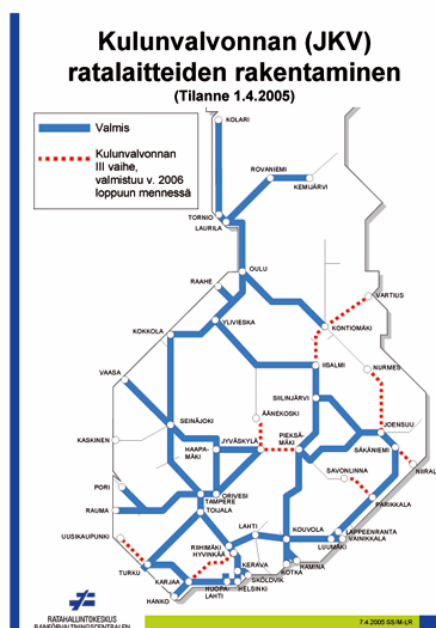 Kulunvalvonnan (JKV)
ratalaitteiden rakentaminen
(Tilanne 1.4.2005)
Valmis
Kulunvalvonnan
III vaihe,
valmistuu v. 2006
loppuun mennessä
KOLARI
ROVANIEMI
KEMIJÄRVI
TORNIO
LAURILA
OULU
RAAHE
VARTIUS
YLIVIESKA
KONTIOMÄKI
KOKKOLA
IISALMI
NURMES
VAASA
SIILINJÄRVI
ÄÄNEKOSKI
SEINÄJOKI
JOENSUU
KASKINEN
HAAPA-
MÄKI
JYVÄSKYLÄ
PIEKSÄ-
MÄKI
SÄKÄNIEMI
NIIRALA
SAVONLINNA
PORI
ORIVESI
TAMPERE
PARIKKALA
RAUMA
TOIJALA
UUSIKAUPUNKI
LAHTI
KOUVOLA
LAPPEENRANTA
VAINIKKALA
LUUMÄKI
RIIHIMÄKI
HYVINKÄÄ
TURKU
KARJAA
KERAVA
SKÖLDVIK
KOTKA
HAMINA
HANKO
HUOPA-
LAHTI
HELSINKI
RATAHALLINTOKESKUS
BANFÖRVALTNINGSCENTRALEN
7.4.2005 SS/M-LR